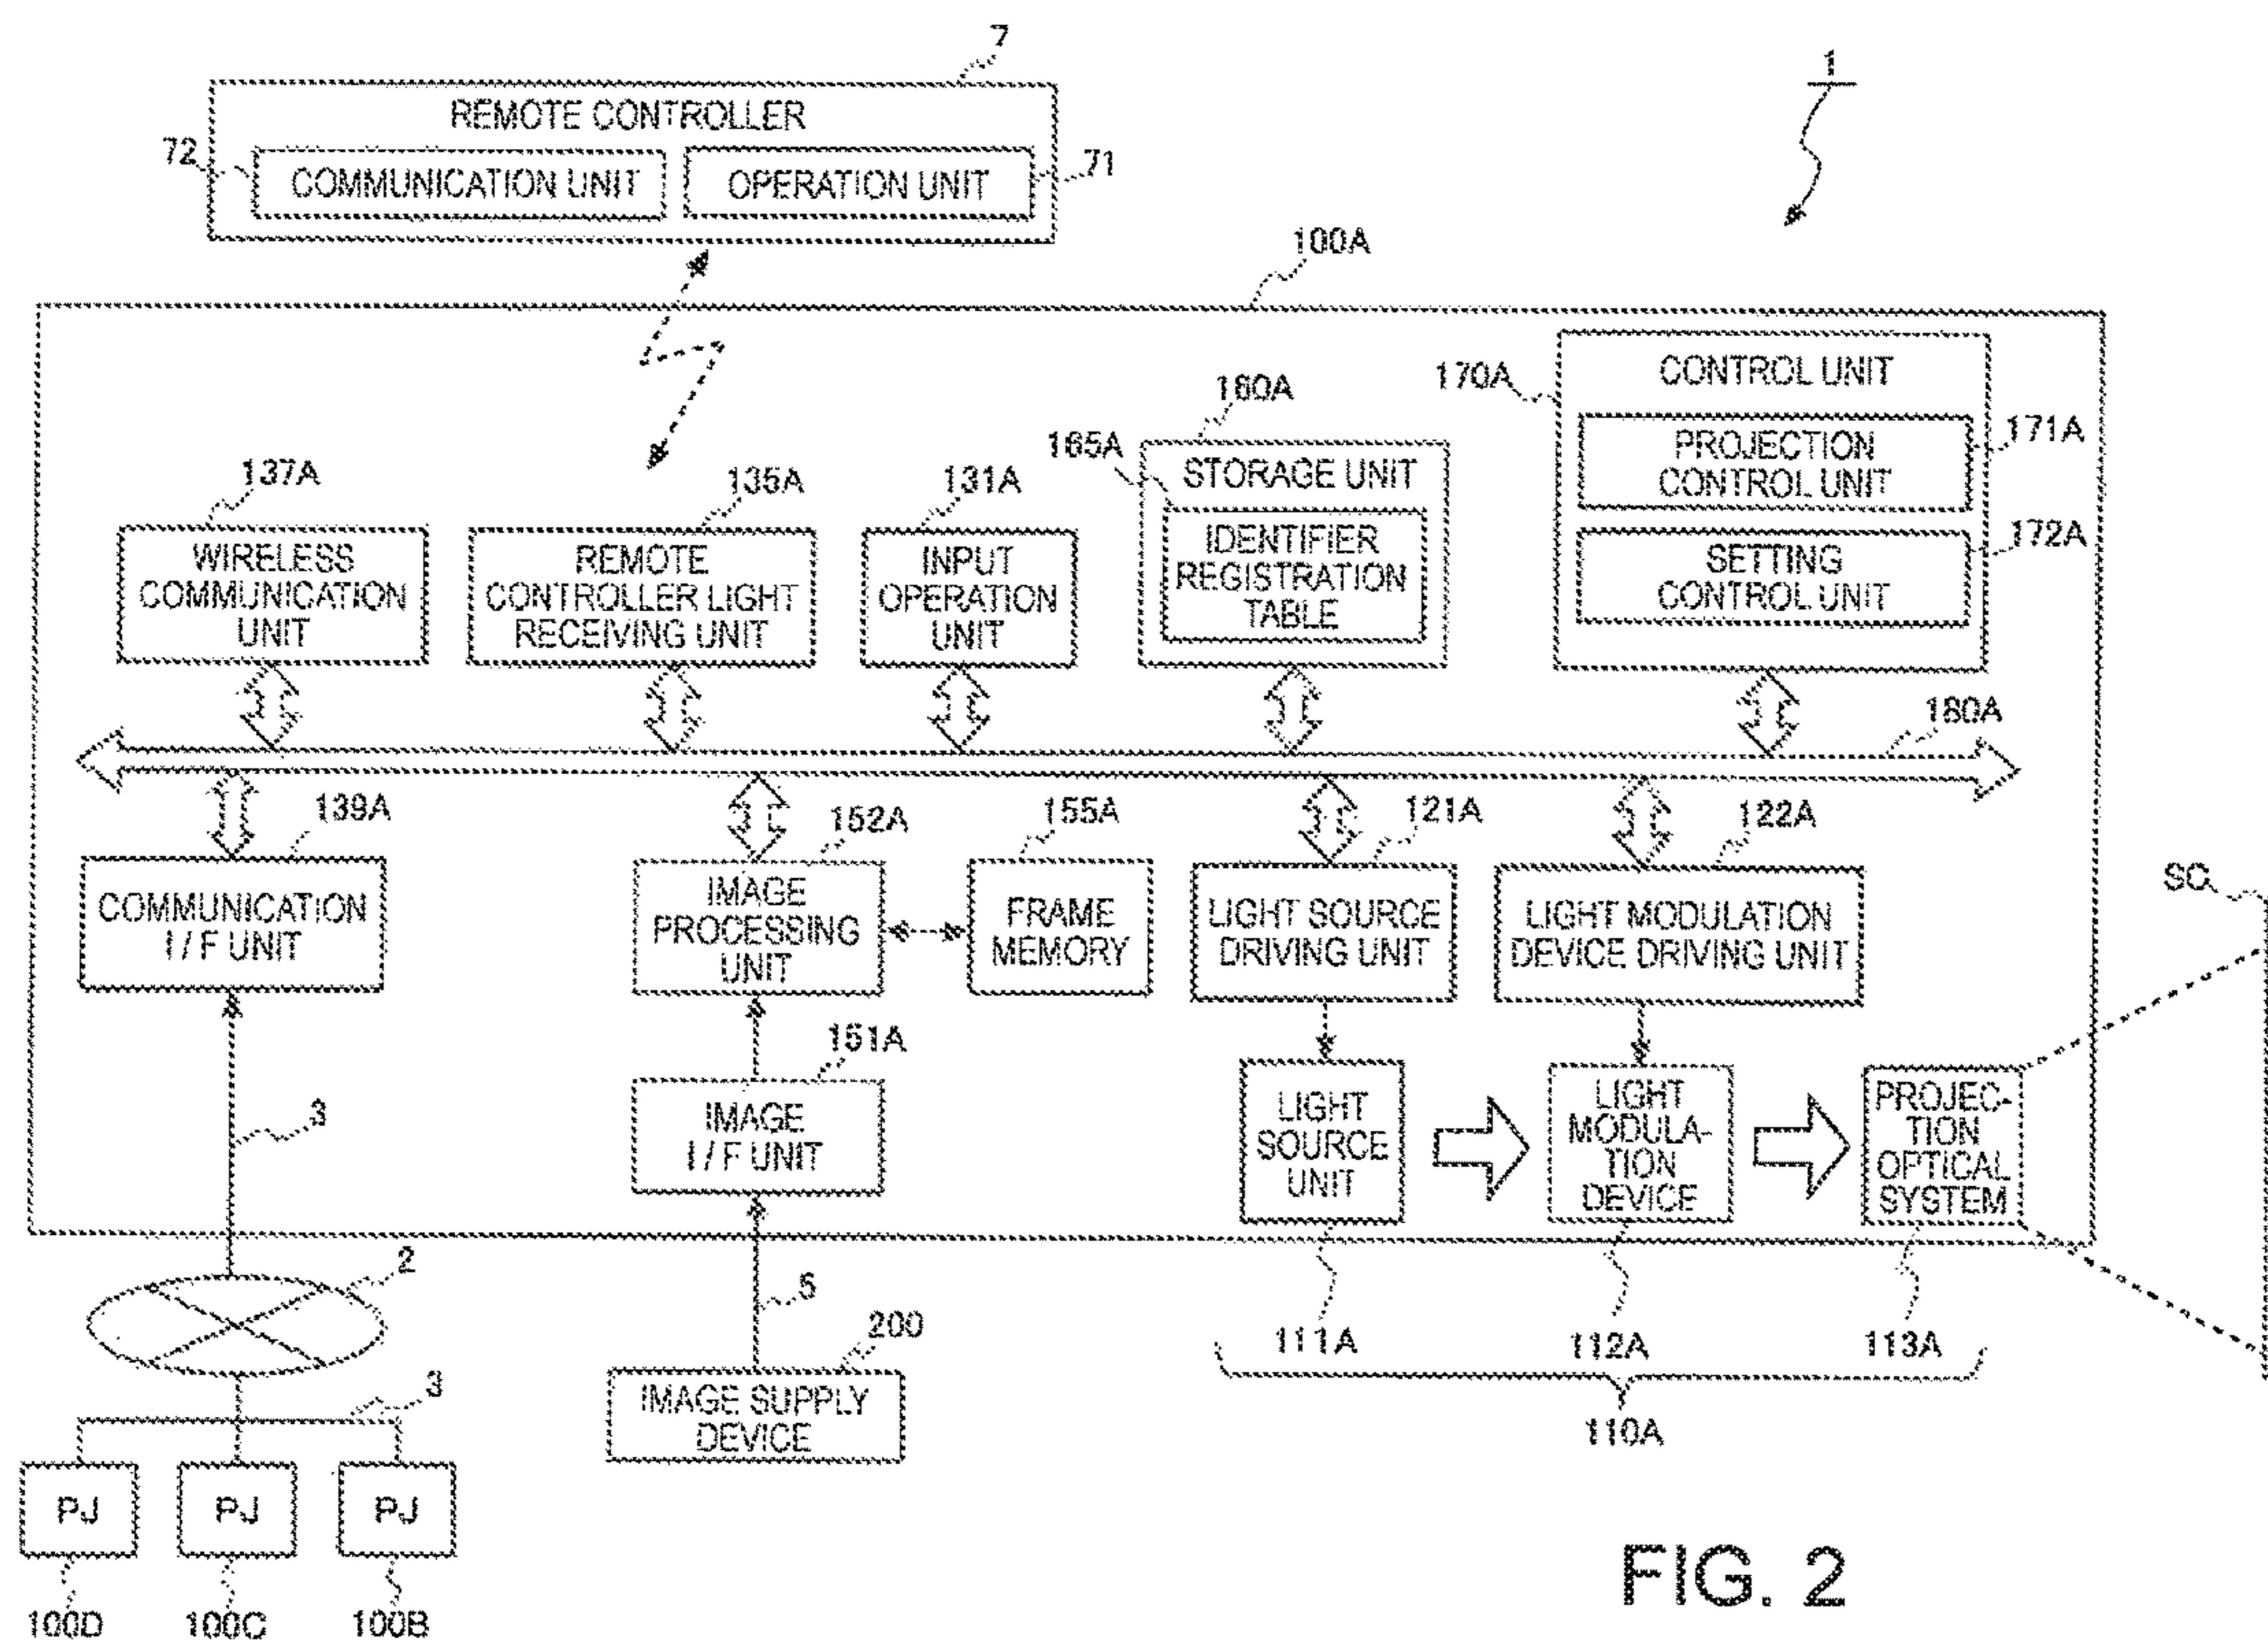 7
1
REMOTE CONTROLLER
72
COMMUNICATION UNIT
OPERATION UNIT
71
100A
170A
CONTROL UNIT
PROJECTION
CONTROL UNIT
171A
SETTING
CONTROL UNIT
172A
160A
165A
STORAGE UNIT
IDENTIFIER
REGISTRATION
TABLE
137A
WIRELESS
COMMUNICATION
UNIT
135A
REMOTE
CONTROLLER LIGHT
RECEIVING UNIT
131A
INPUT
OPERATION
UNIT
180A
139A
COMMUNICATION
I / F UNIT
152A
IMAGE
PROCESSING
UNIT
155A
FRAME
MEMORY
121A
LIGHT SOURCE
DRIVING UNIT
122A
LIGHT MODULATION
DEVICE DRIVING UNIT
SC
151A
IMAGE
I / F UNIT
LIGHT
SOURCE
UNIT
LIGHT
MODULA-
TION
DEVICE
PROJEC-
TION
OPTICAL
SYSTEM
3
2
5
200
IMAGE SUPPLY
DEVICE
111A
112A
113A
110A
3
PJ
PJ
PJ
100D
100C
100B
FIG. 2